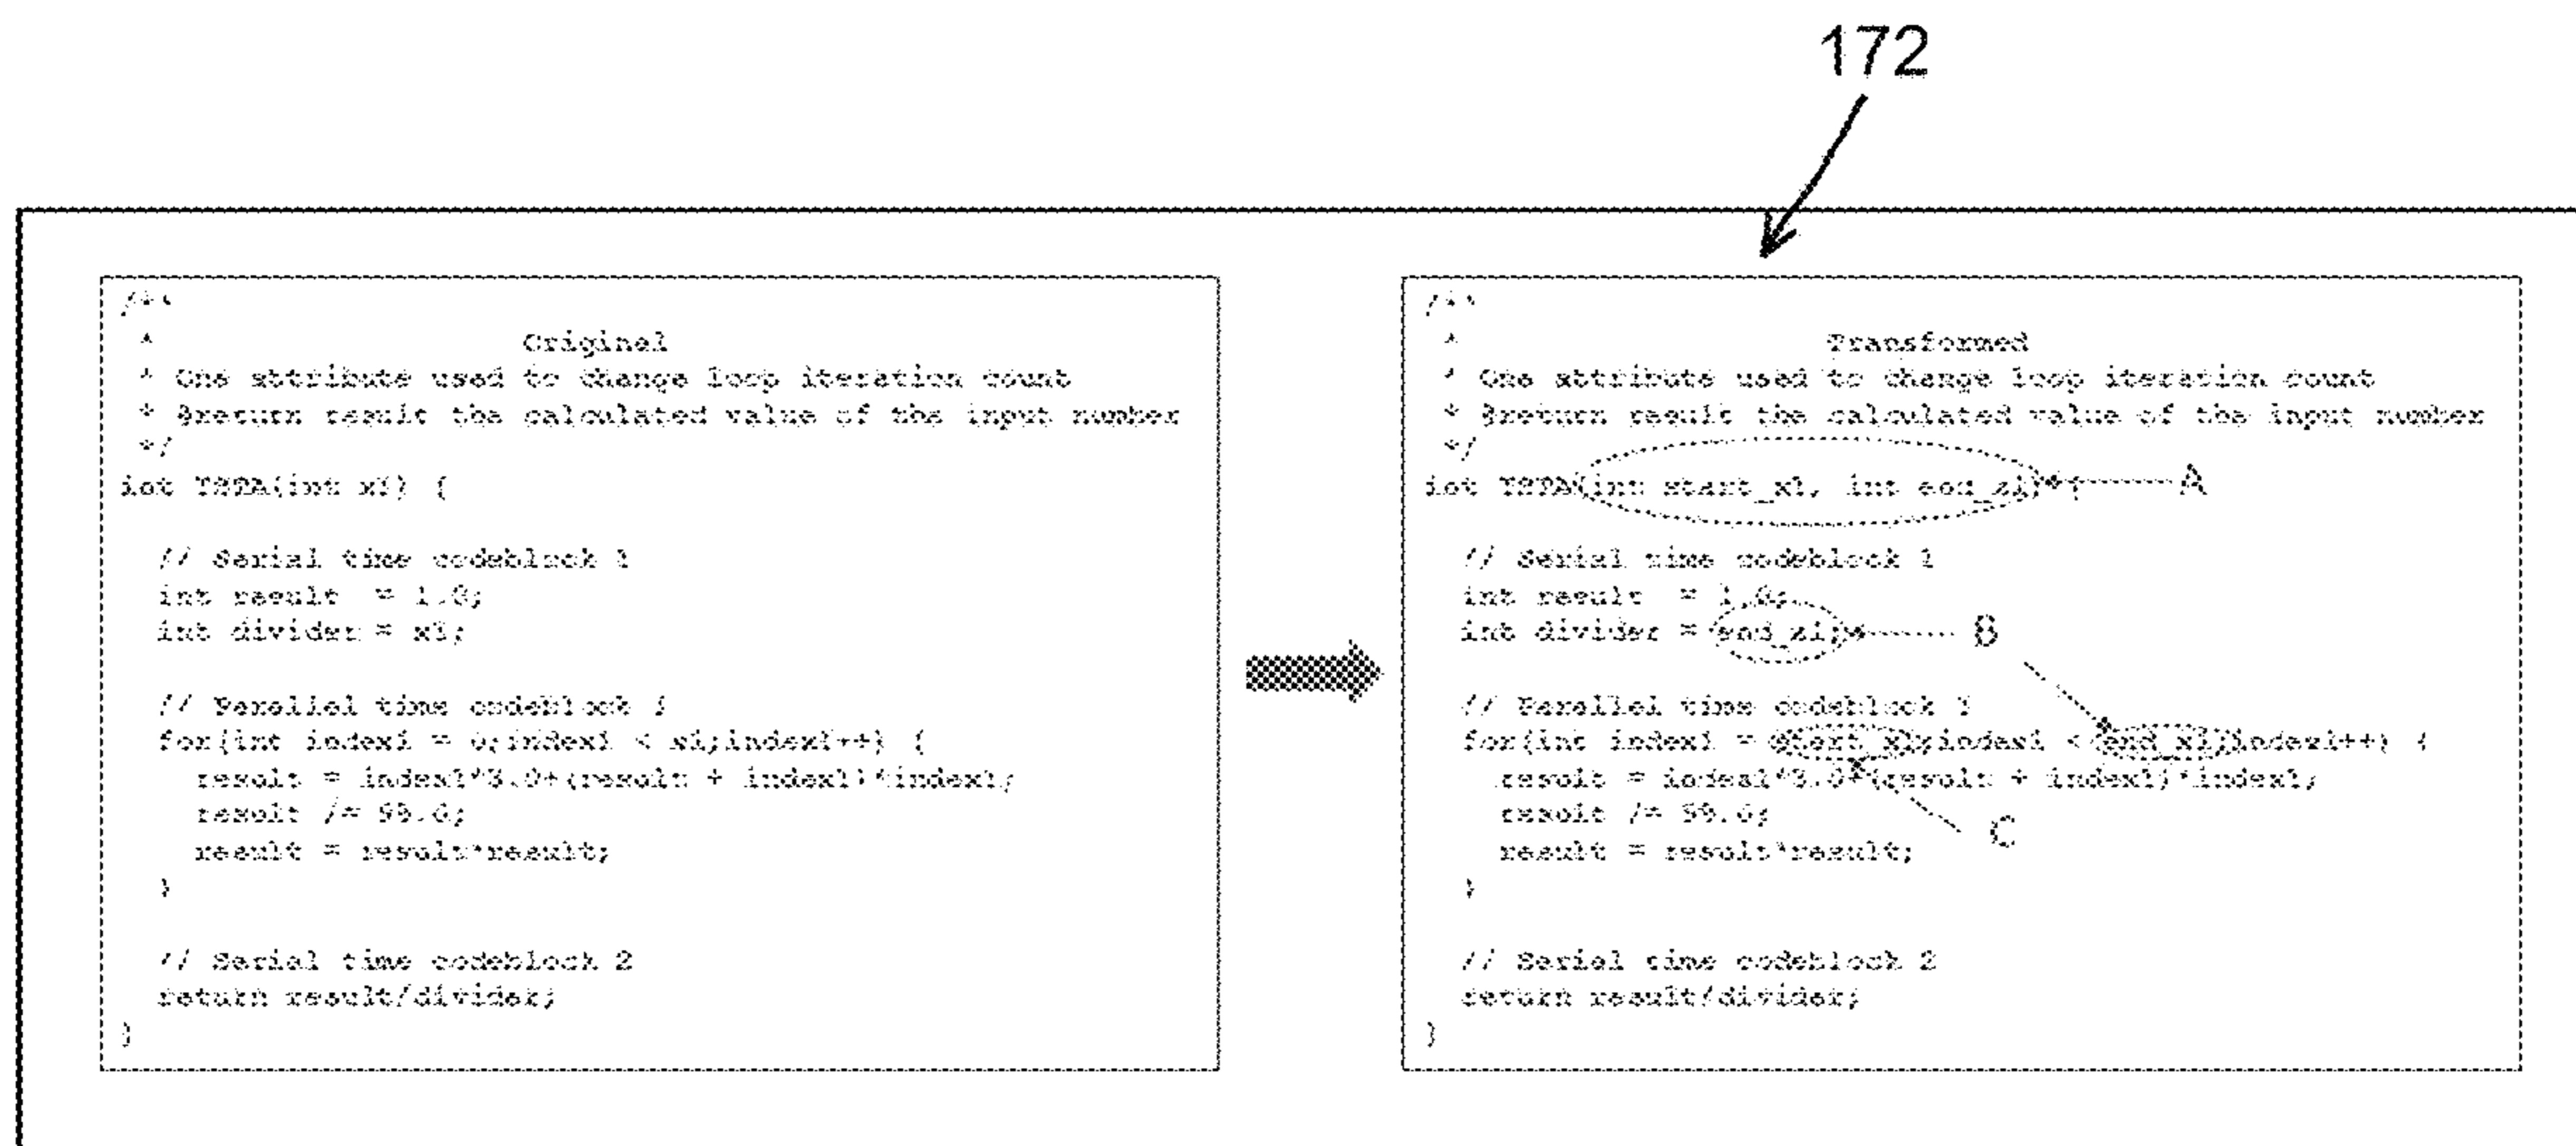 172
/**
*
Original
* One attribute used to change loop iteration count
* @return result the calculated value of the input number
*/
int TSTA(int x1) {
// Serial time codeblock 1
int result = 1.0;
int divider = x1;
// Parallel time codeblock 1
for(int index1 = 0;index1 < x1;index1++) {
result = index1*3.0+(result + index1)*index1;
result /= 99.0;
result = result*result;
}
// Serial time codeblock 2
return result/divider;
}
/**
*
Transformed
* One attribute used to change loop iteration count
* @return result the calculated value of the input number
*/
int TSTA(int start_x1, int end_x1) {
A
// Serial time codeblock 1
int result = 1.0;
int divider = end_x1;
B
// Parallel time codeblock 1
for(int index1 = start_x1;index1 < end_x1;index1++) {
result = index1*3.0+(result + index1)*index1;
result /= 99.0;
C
result = result*result;
}
// Serial time codeblock 2
return result/divider;
}